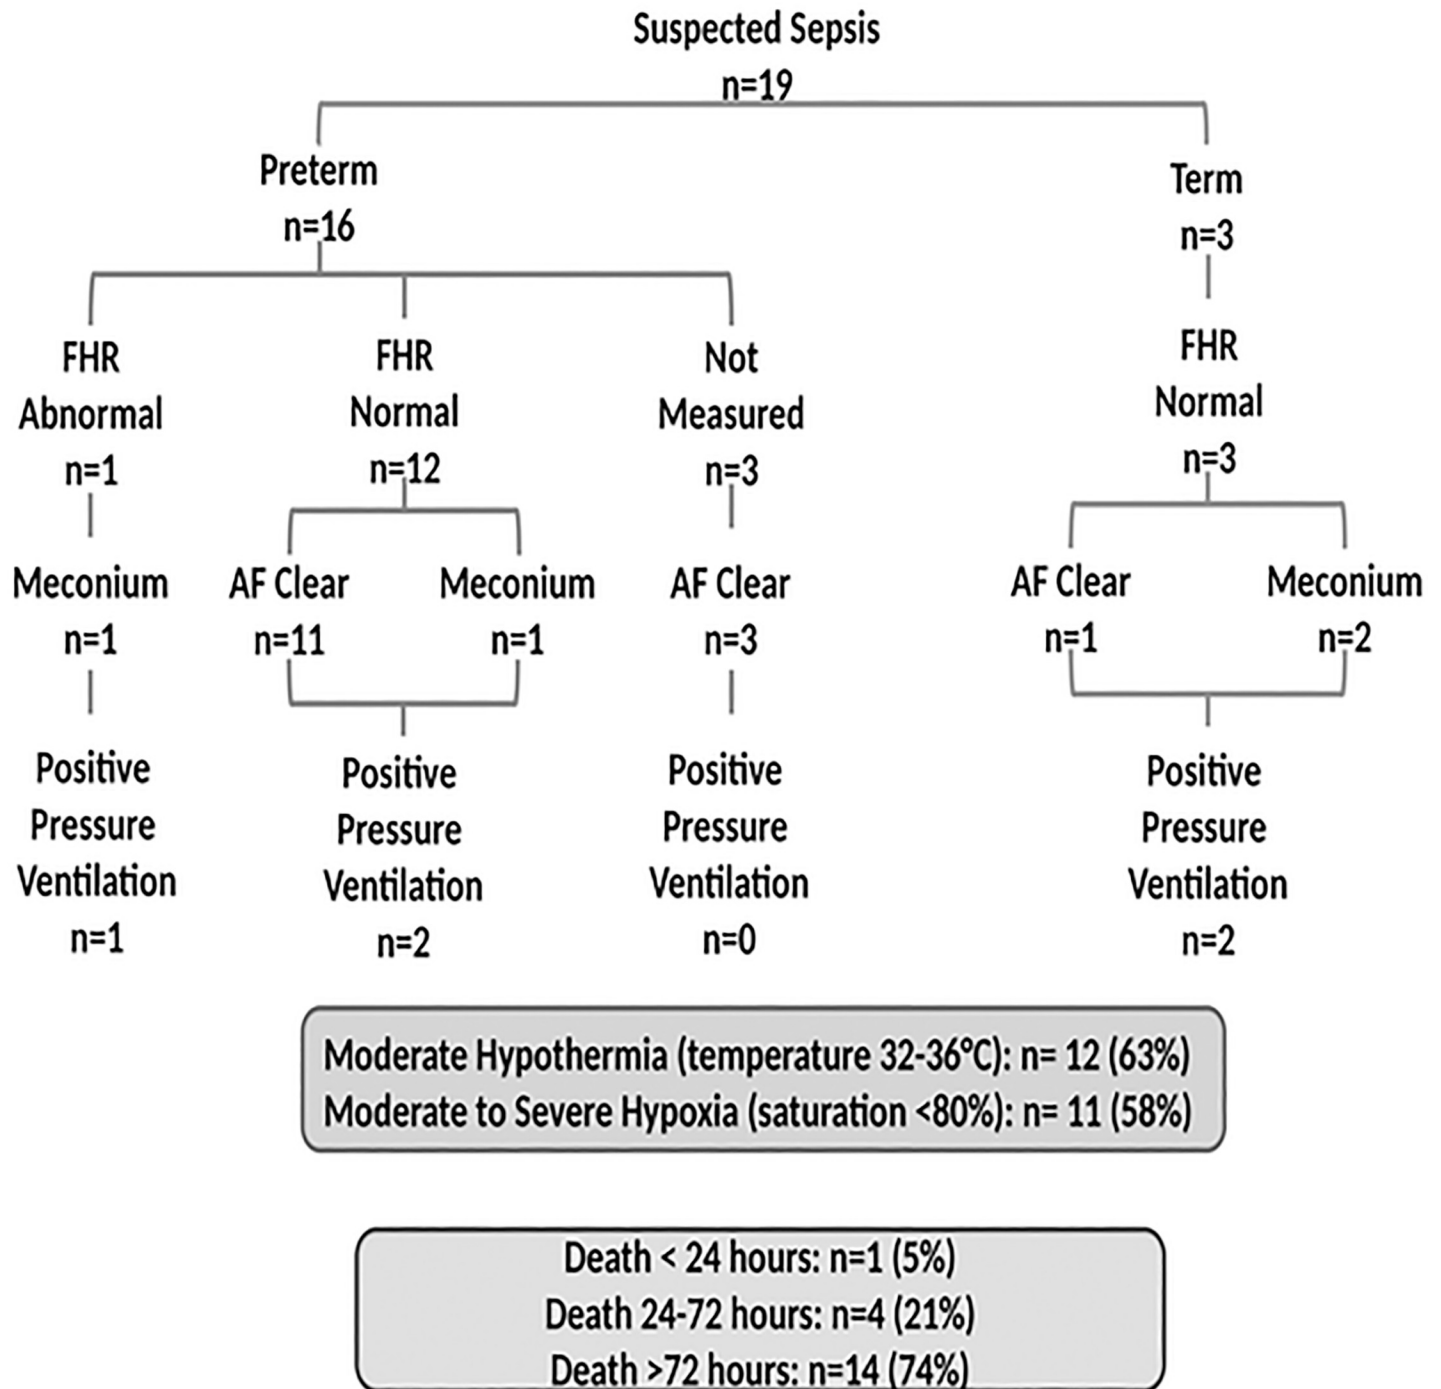 Suspected Sepsis
n=19
Preterm
n=16
Term
n=3
FHR
Abnormal
n=1
FHR
Normal
n=12
Not
Measured
n=3
FHR
Normal
n=3
Meconium
n=1
AF Clear
n=11
Meconium
n=1
AF Clear
n=3
AF Clear
n=1
Meconium
n=2
Positive
Pressure
Ventilation
n=1
Positive
Pressure
Ventilation
n=2
Positive
Pressure
Ventilation
n=0
Positive
Pressure
Ventilation
n=2
Moderate Hypothermia (temperature 32-36°C): n= 12 (63%)
Moderate to Severe Hypoxia (saturation <80%): n= 11 (58%)
Death < 24 hours: n=1 (5%)
Death 24-72 hours: n=4 (21%)
Death >72 hours: n=14 (74%)